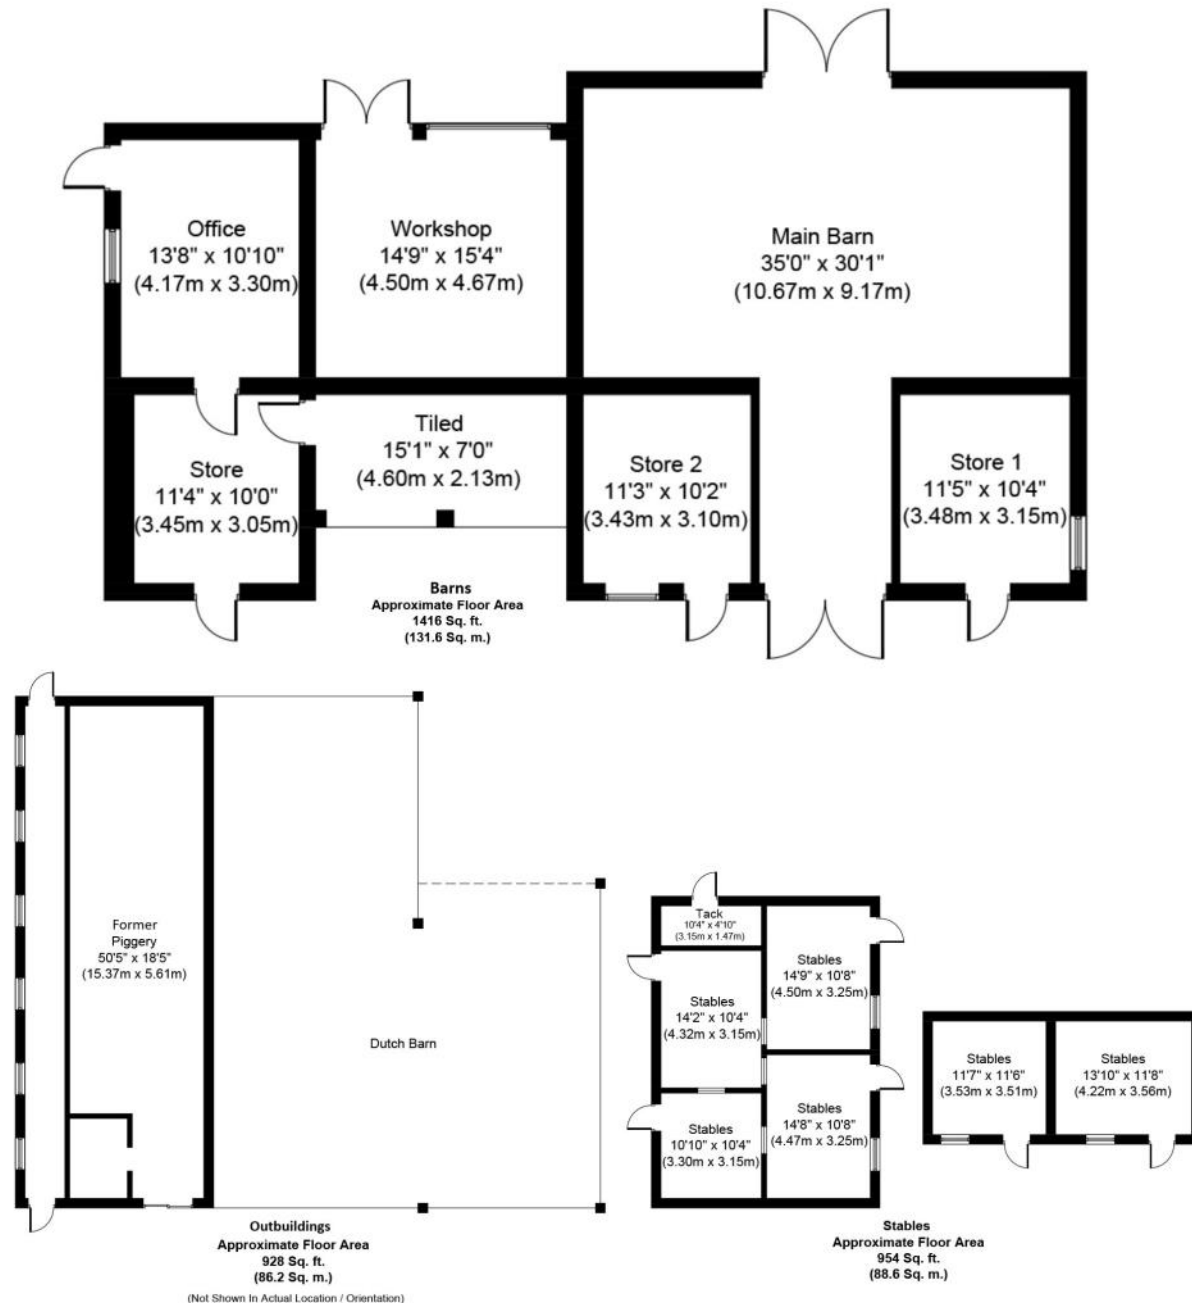 Office
13'8" x 10'10"
(4.17m x 3.30m)
Workshop
14'9" x 15'4"
(4.50m x 4.67m)
Main Barn
35'0" x 30'1"
(10.67m x 9.17m)
Store
11'4" x 10'0"
(3.45m x 3.05m)
Tiled
15'1" x 7'0"
(4.60m x 2.13m)
Store 2
11'3" x 10'2"
(3.43m x 3.10m)
Store 1
11'5" x 10'4"
(3.48m x 3.15m)
Barns
Approximate Floor Area
1416 Sq. ft.
(131.6 Sq. m.)
Former
Piggery
50'5" x 18'5"
(15.37m x 5.61m)
Dutch Barn
Tack
10'4" x 4'10"
(3.15m x 1.47m)
Stables
14'9" x 10'8"
(4.50m x 3.25m)
Stables
14'2" x 10'4"
(4.32m x 3.15m)
Stables
10'10" x 10'4"
(3.30m x 3.15m)
Stables
14'8" x 10'8"
(4.47m x 3.25m)
Stables
11'7" x 11'6"
(3.53m x 3.51m)
Stables
13'10" x 11'8"
(4.22m x 3.56m)
Outbuildings
Approximate Floor Area
928 Sq. ft.
(86.2 Sq. m.)
(Not Shown In Actual Location / Orientation)
Stables
Approximate Floor Area
954 Sq. ft.
(88.6 Sq. m.)